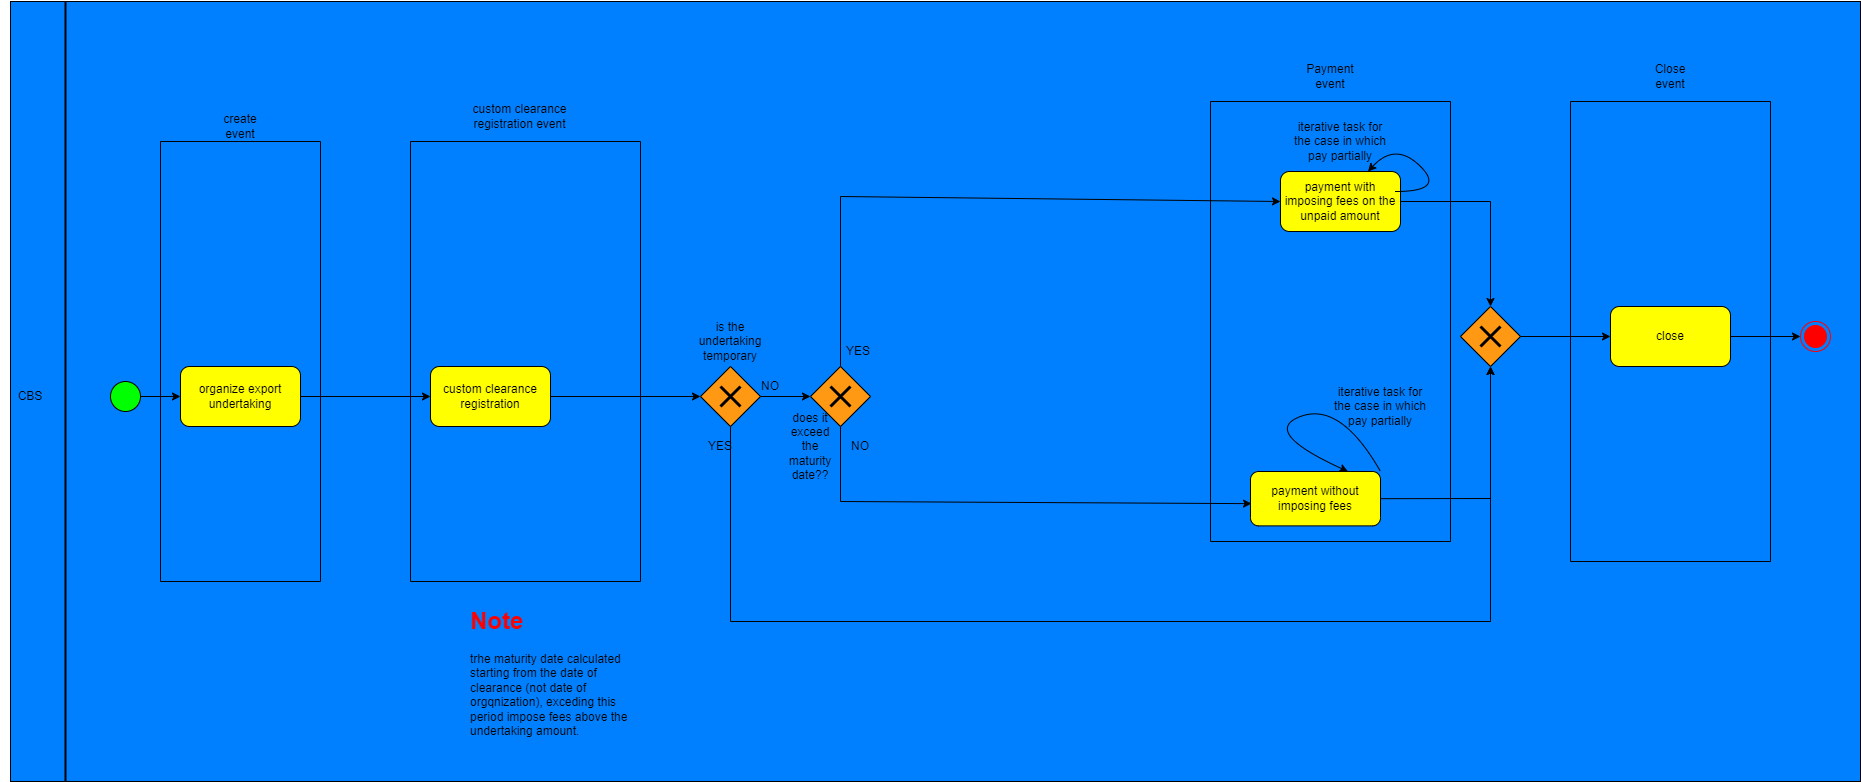 CBS
create
event
organize export
undertaking
custom clearance
registration event
custom clearance
registration
is the
undertaking
temporary
NO
YES
does it
exceed
the
maturity
date??
YES
NO
Payment
event
iterative task for
the case in which
pay partially
payment with
imposing fees on the
unpaid amount
iterative task for
the case in which
pay partially
payment without
imposing fees
Close
event
close
Note
trhe maturity date calculated
starting from the date of
clearance (not date of
orgqnization), exceding this
period impose fees above the
undertaking amount.